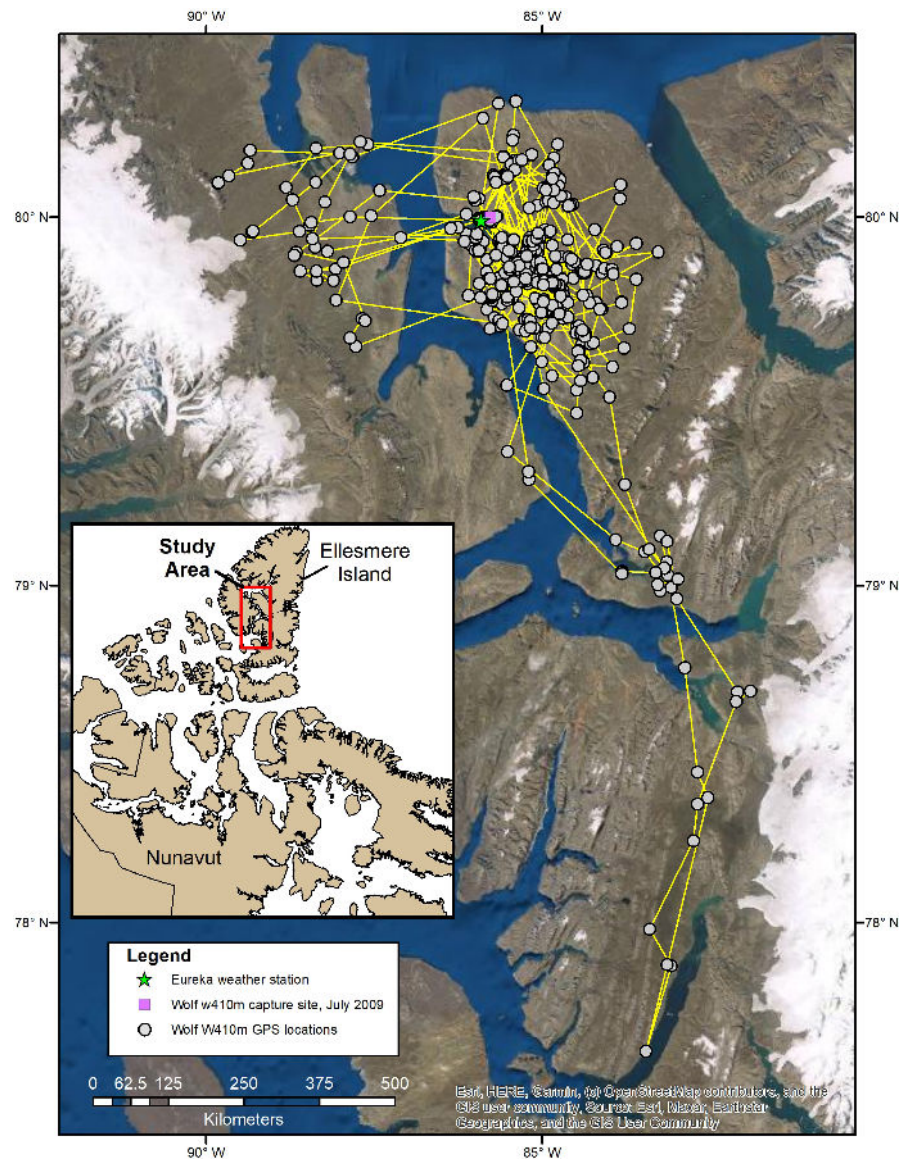 90° W
85° W
80° N
80° N
79° N
79° N
78° N
78° N
Study
Area
Ellesmere
Island
Nunavut
Legend
Eureka weather station
Wolf w410m capture site, July 2009
Wolf W410m GPS locations
0 62.5 125 250 375 500
Kilometers
Esri, HERE, Garmin, (c) OpenStreetMap contributors, and the
GIS user community, Source: Esri, Maxar, Earthstar
Geographics, and the GIS User Community
90° W
85° W